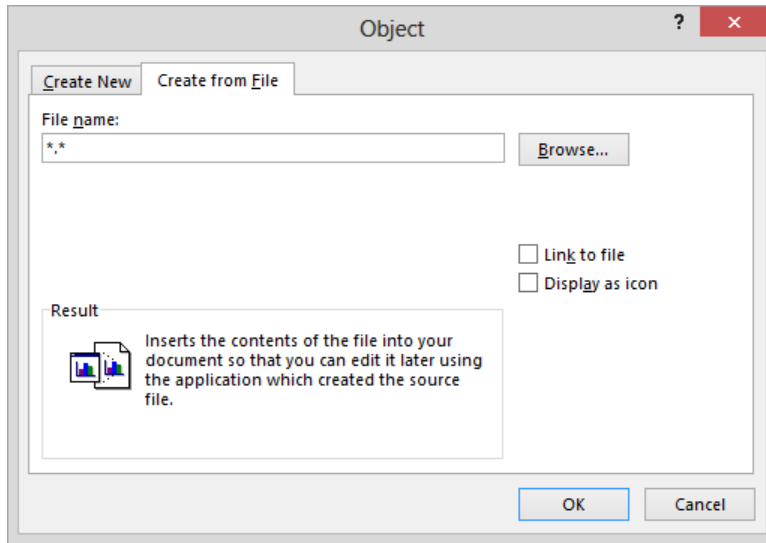 Object
?
Create New
Create from File
File name:
*.*
Browse...
Link to file
Display as icon
Result
Inserts the contents of the file into your
document so that you can edit it later using
the application which created the source
file.
OK
Cancel